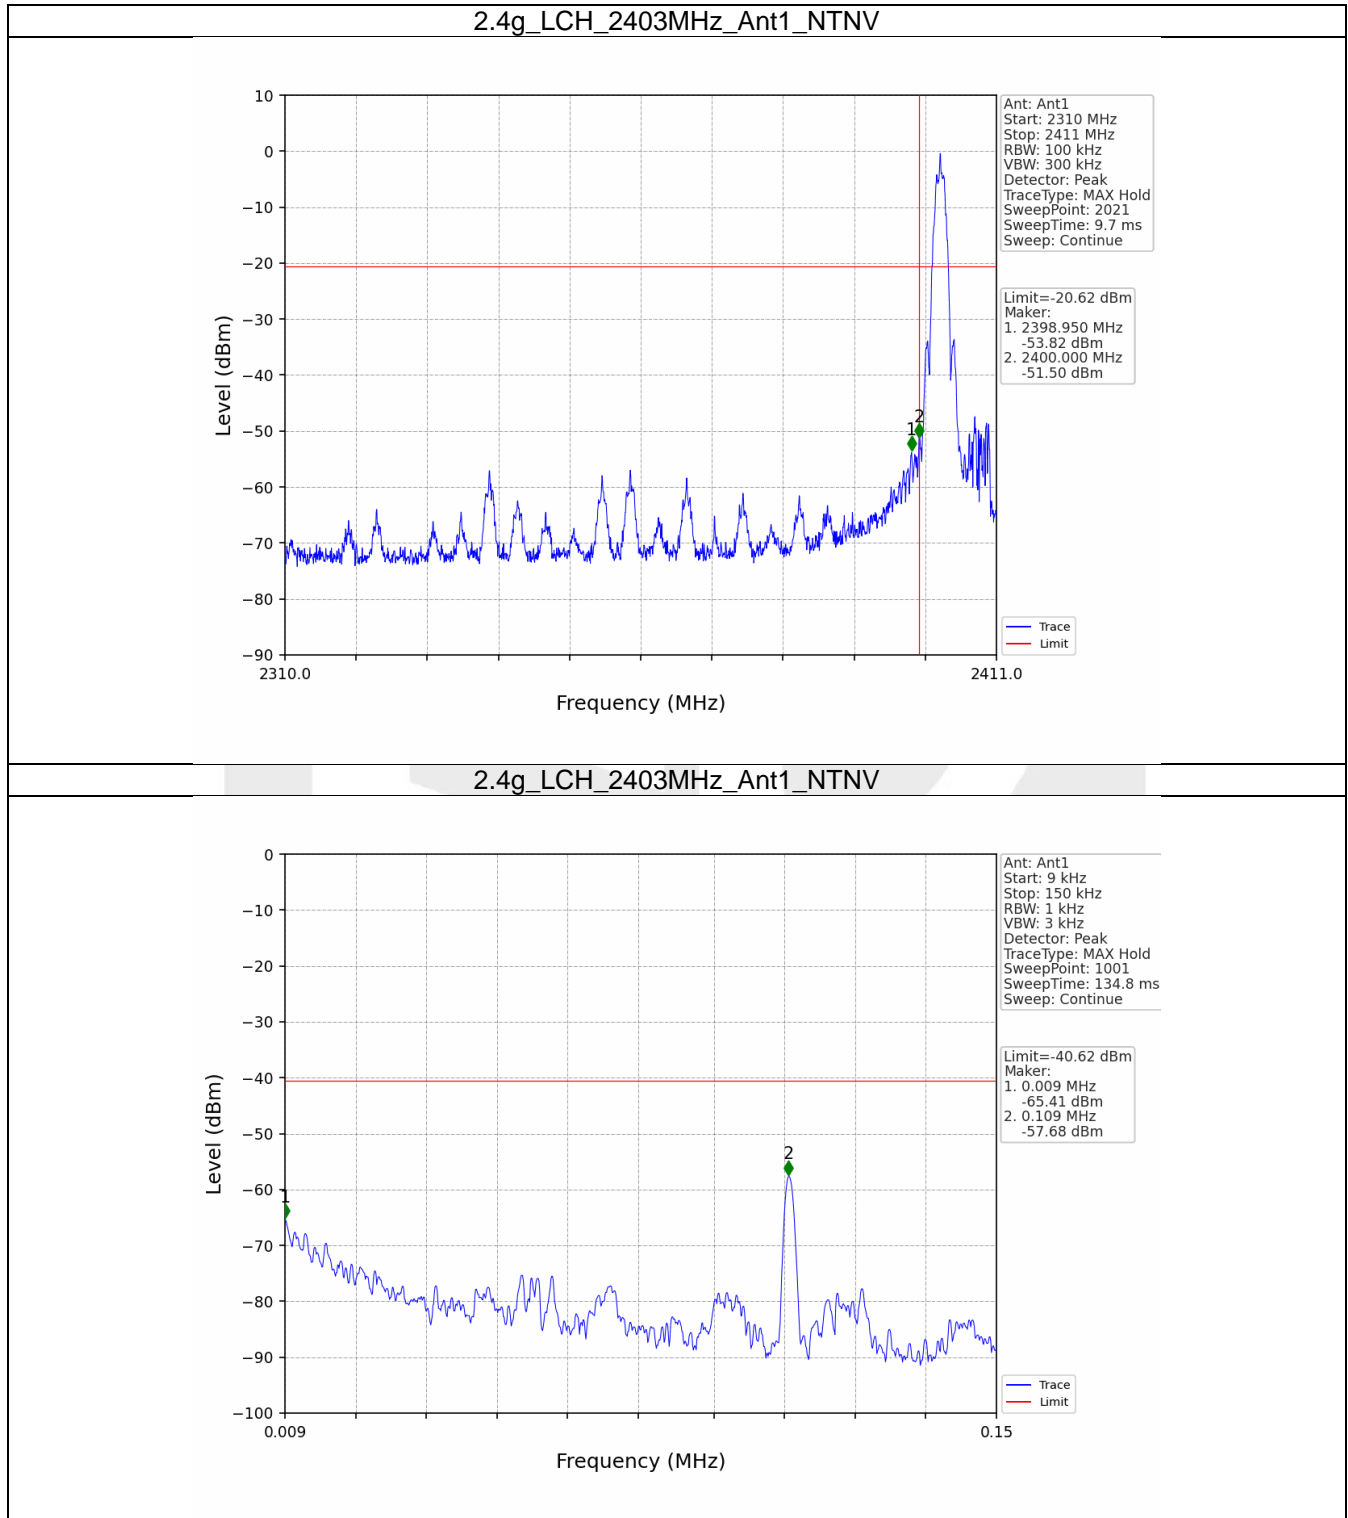 2.4g_LCH_2403MHz_Ant1_NTNV
10
0
−10
−20
−30
−40
−50
−60
−70
−80
−90
Level (dBm)
1
2
2310.0
2411.0
Frequency (MHz)
Ant: Ant1
Start: 2310 MHz
Stop: 2411 MHz
RBW: 100 kHz
VBW: 300 kHz
Detector: Peak
TraceType: MAX Hold
SweepPoint: 2021
SweepTime: 9.7 ms
Sweep: Continue
Limit=-20.62 dBm
Maker:
1. 2398.950 MHz
-53.82 dBm
2. 2400.000 MHz
-51.50 dBm
Trace
Limit
2.4g_LCH_2403MHz_Ant1_NTNV
0
−10
−20
−30
−40
−50
−60
−70
−80
−90
−100
Level (dBm)
1
2
0.009
0.15
Frequency (MHz)
Ant: Ant1
Start: 9 kHz
Stop: 150 kHz
RBW: 1 kHz
VBW: 3 kHz
Detector: Peak
TraceType: MAX Hold
SweepPoint: 1001
SweepTime: 134.8 ms
Sweep: Continue
Limit=-40.62 dBm
Maker:
1. 0.009 MHz
-65.41 dBm
2. 0.109 MHz
-57.68 dBm
Trace
Limit